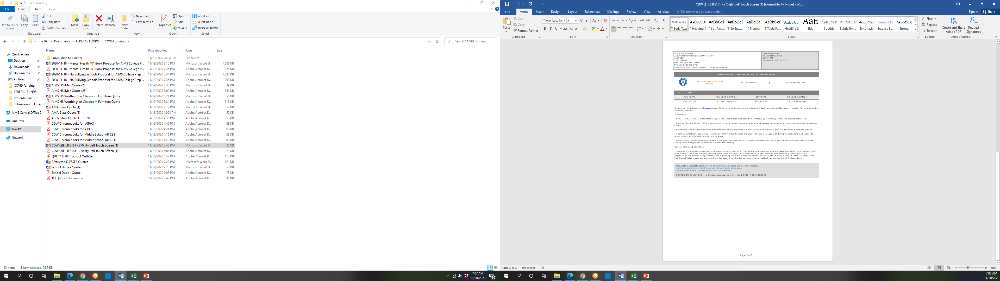 COVID funding
File Home Share View
Pin to Quick access Copy Paste Cut Copy path Paste shortcut
Move to Copy to Delete Rename New folder New item Easy access Properties Open Edit History Select all Select none Invert selection
Clipboard Organize New Open Select
This PC > Documents > FEDERAL FUNDS > COVID funding >
Search COVID funding
Quick access
Desktop
Downloads
Documents
Pictures
COVID funding
FEDERAL FUNDS
Presentations
Submission to Finar
AIMS Central Office D
OneDrive
This PC
Network
Name Date modified Type Size
Submission to Finance 11/19/2020 10:06 PM File folder
2020-11-18 - Mental Health 101 Book Proposal for AIMS College P... 11/19/2020 8:10 PM Microsoft Word D... 1,686 KB
2020-11-18 - Mental Health 101 Book Proposal for AIMS College P... 11/19/2020 7:35 PM Adobe Acrobat D... 926 KB
2020-11-18 - No Bullying Schools Proposal for AIMS College Prep ... 11/19/2020 7:44 PM Microsoft Word D... 1,380 KB
2020-11-18 - No Bullying Schools Proposal for AIMS College Prep ... 11/19/2020 7:35 PM Adobe Acrobat D... 798 KB
AIMS HS iMac Quote (25) 11/19/2020 8:33 PM Microsoft Word D... 39 KB
AIMS HS iMac Quote (25) 11/19/2020 8:00 PM Adobe Acrobat D... 154 KB
AIMS HS Worthington Classroom Furniture Quote 11/19/2020 8:24 PM Microsoft Word D... 56 KB
AIMS HS Worthington Classroom Furniture Quote 11/19/2020 8:24 PM Adobe Acrobat D... 515 KB
AMA Glass Quote (1) 11/19/2020 7:17 PM Microsoft Word D... 57 KB
AMA Glass Quote (1) 11/18/2020 12:58 PM Adobe Acrobat D... 50 KB
Apple Store Quote 11-19-20 11/19/2020 4:33 PM Adobe Acrobat D... 251 KB
CDW Chromebooks for  AIPHS 11/19/2020 4:49 PM Adobe Acrobat D... 68 KB
CDW Chromebooks for AIPHS 11/19/2020 4:21 PM Adobe Acrobat D... 68 KB
CDW Chromebooks for Middle School AIPCS I 11/19/2020 4:19 PM Adobe Acrobat D... 68 KB
CDW Chromebooks for Middle School AIPCS II 11/19/2020 4:20 PM Adobe Acrobat D... 68 KB
CDW QTE LTFS181 - 270 qty Dell Touch Screen (1) 11/19/2020 7:48 PM Microsoft Word D... 26 KB
CDW QTE LTFS181 - 270 qty Dell Touch Screen (1) 11/19/2020 6:04 PM Adobe Acrobat D... 71 KB
QUO11247881 School Outfitters 11/18/2020 4:57 PM Adobe Acrobat D... 113 KB
REstrictor 32 ESSER Quotes 11/19/2020 7:23 PM Microsoft Word D... 121 KB
School Dude - Quote 11/19/2020 9:28 PM Microsoft Word D... 50 KB
School Dude - Quote 11/18/2020 3:08 PM Adobe Acrobat D... 73 KB
TCI Quote Subscription 11/19/2020 2:42 PM Adobe Acrobat D... 37 KB
23 items 1 item selected 25.7 KB
7:07 AM
11/20/2020
20
CDW QTE LTFS181 - 270 qty Dell Touch Screen (1) [Compatibility Mode] - Wo...
File Home Insert Design Layout References Mailings Review View Acrobat Tell me what you want to do... Sign in Share
Paste Cut Copy Format Painter
Times New Ro 8
Body Text Heading 1 List Para... No Spac... Normal Table Pa... Heading 2 Title Subtitle Subtle Em... Emphasis Intense E... Strong
Find Replace Select
Create and Share Adobe PDF Request Signatures
Clipboard Font Paragraph Styles Editing Adobe Acrobat
Shipping Address:
AMERICAN INDIAN PUBLIC CHARTER SCH
ALEX LEE
171 12TH ST
OAKLAND, CA 94607-4900
Phone: (510) 893-8701
Shipping Method: UPS Freight LTL, Special Services
CDW Government
75 Remittance Drive
Suite 1515
Chicago, IL 60675-1515
Need Assistance? CDW G SALES CONTACT INFORMATION
John Hart (K-12 Sr. Account Manager) | (877) 554-4480 | johnhar@cdwg.com
LEASE OPTIONS
FMV TOTAL FMV LEASE OPTION BO TOTAL BO LEASE OPTION
$97,380.00 $2,610.76/Month $97,380.00 $3,015.86/Month
Monthly payment based on 36 month lease. Other terms and options are available. Contact your Account Manager for details. Payment quoted is
subject to change.
Why finance?
• Lower Upfront Costs. Get the products you need without impacting cash flow. Preserve your working capital and existing credit line.
• Flexible Payment Terms. 100% financing with no money down, payment deferrals and payment schedules that match your company's business
cycles.
• Predictable, Low Monthly Payments. Pay over time. Lease payments are fixed and can be tailored to your budget levels or revenue streams.
• Technology Refresh. Keep current technology with minimal financial impact or risk. Add-on or upgrade during the lease term and choose to
return or purchase the equipment at end of lease.
• Bundle Costs. You can combine hardware, software, and services into a single transaction and pay for your software licenses over time! We
know your challenges and understand the need for flexibility.
General Terms and Conditions:
This quote is not legally binding and is for discussion purposes only. The rates are estimate only and are based on a collection of industry data
from numerous sources. All rates and financial quotes are subject to final review, approval, and documentation by our leasing partners.
Payments above exclude all applicable taxes. Financing is subject to credit approval and review of final equipment and services configuration.
Fair Market Value leases are structured with the assumption that the equipment has a residual value at the end of the lease term.
This quote is subject to CDW's Terms and Conditions of Sales and Service Projects at
For more information, contact a CDW account manager
© 2020 CDW G LLC, 200 N. Milwaukee Avenue, Vernon Hills, IL 60061 | 800.808.4239
Page 2 of 2
Page 2 of 2 596 words 80%
7:07 AM
11/20/2020